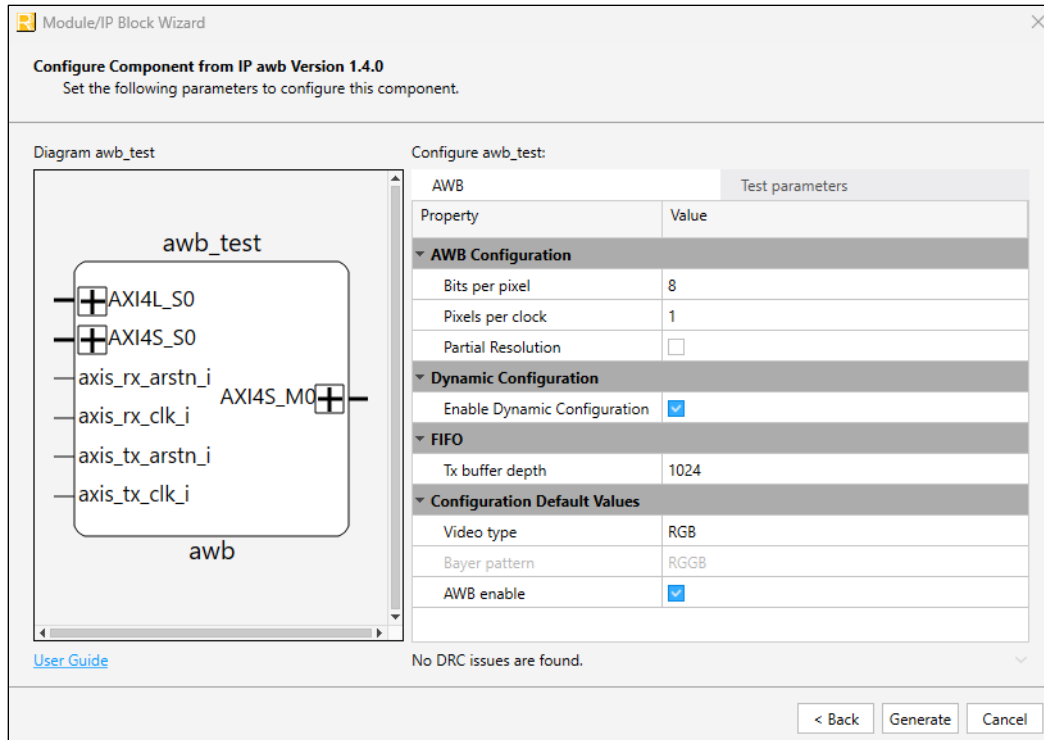 Module/IP Block Wizard
Configure Component from IP awb Version 1.4.0
Set the following parameters to configure this component.
Diagram awb_test
Configure awb_test:
awb_test
AXI4L_S0
AXI4S_S0
axis_rx_arstn_i
AXI4S_M0
axis_rx_clk_i
axis_tx_arstn_i
axis_tx_clk_i
awb
AWB Test parameters
Property Value
AWB Configuration
Bits per pixel 8
Pixels per clock 1
Partial Resolution
Dynamic Configuration
Enable Dynamic Configuration
FIFO
Tx buffer depth 1024
Configuration Default Values
Video type RGB
Bayer pattern RGGB
AWB enable
User Guide
No DRC issues are found.
< Back Generate Cancel